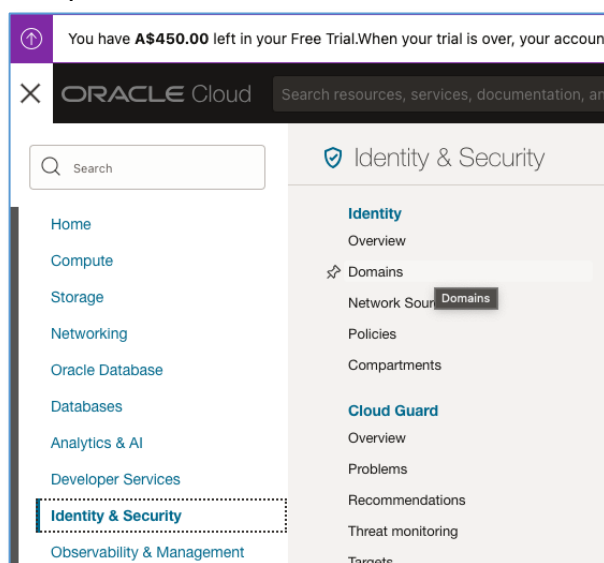 You have A$450.00 left in your Free Trial.When your trial is over, your accoun
ORACLE Cloud
Search resources, services, documentation, an
Search
Home
Compute
Storage
Networking
Oracle Database
Databases
Analytics & AI
Developer Services
Identity & Security
Observability & Management
Identity & Security
Identity
Overview
Domains
Network Sour
Domains
Policies
Compartments
Cloud Guard
Overview
Problems
Recommendations
Threat monitoring
Targets